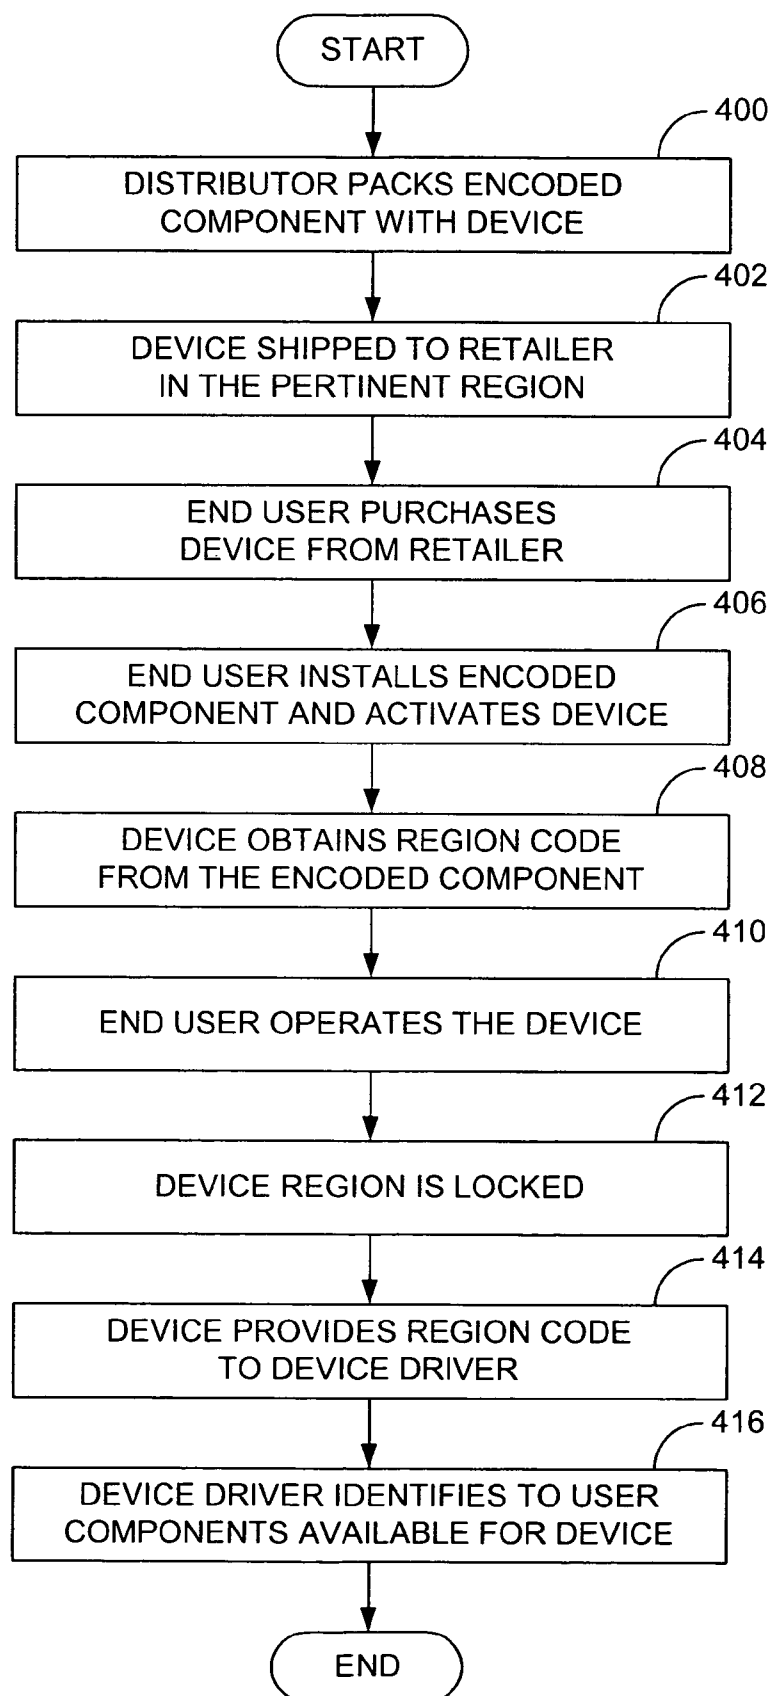 START
400
DISTRIBUTOR PACKS ENCODED
COMPONENT WITH DEVICE
402
DEVICE SHIPPED TO RETAILER
IN THE PERTINENT REGION
404
END USER PURCHASES
DEVICE FROM RETAILER
406
END USER INSTALLS ENCODED
COMPONENT AND ACTIVATES DEVICE
408
DEVICE OBTAINS REGION CODE
FROM THE ENCODED COMPONENT
410
END USER OPERATES THE DEVICE
412
DEVICE REGION IS LOCKED
414
DEVICE PROVIDES REGION CODE
TO DEVICE DRIVER
416
DEVICE DRIVER IDENTIFIES TO USER
COMPONENTS AVAILABLE FOR DEVICE
END